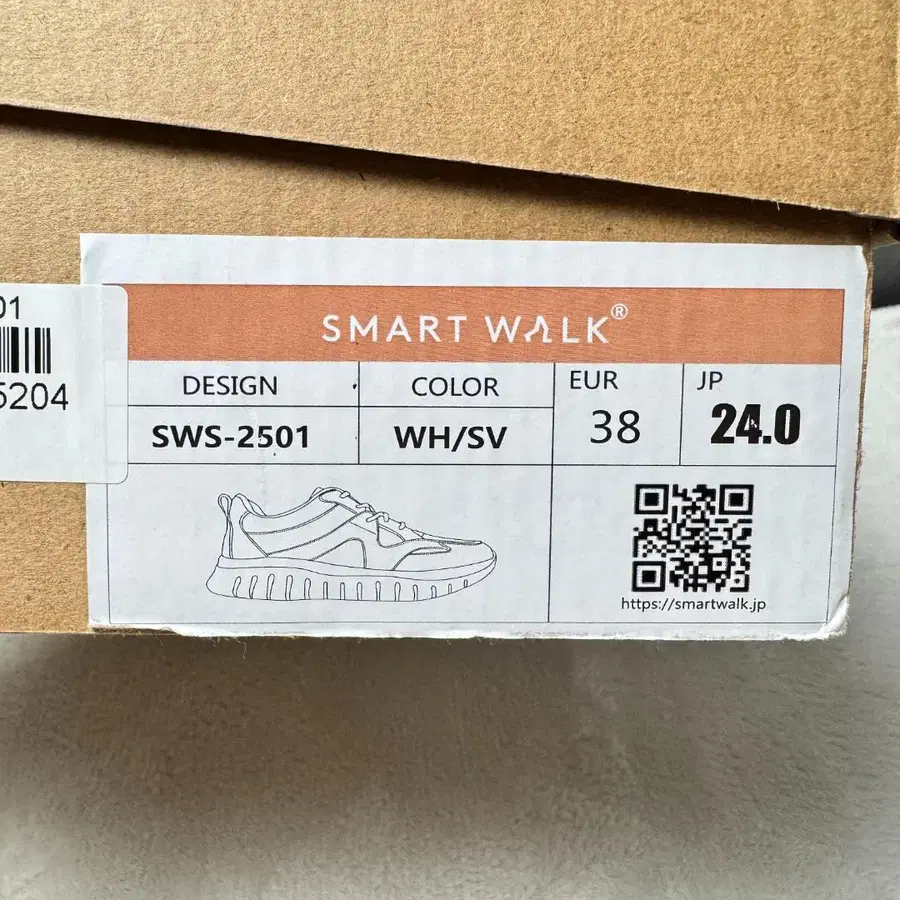 01
5204
SMART WALK®
DESIGN
COLOR
EUR
JP
SWS-2501
WH/SV
38
24.0
https://smartwalk.jp